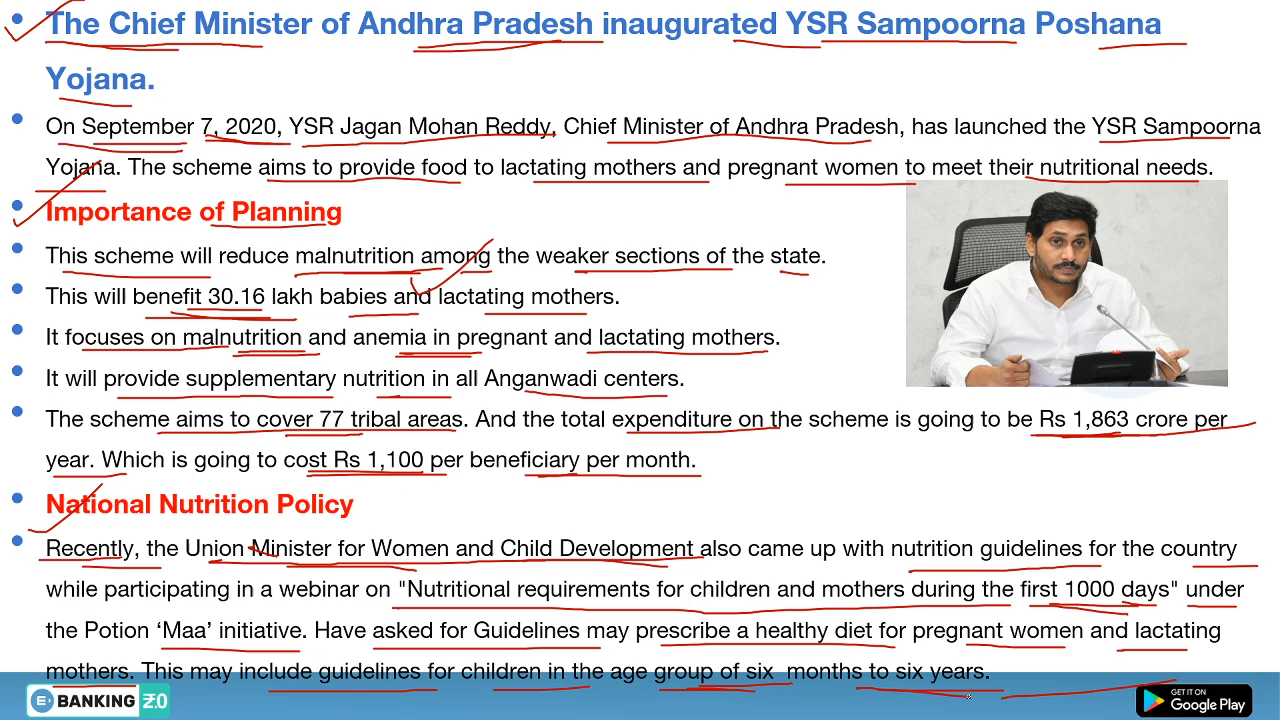 The Chief Minister of Andhra Pradesh inaugurated YSR Sampoorna Poshana
Yojana.
On September 7, 2020, YSR Jagan Mohan Reddy, Chief Minister of Andhra Pradesh, has launched the YSR Sampoorna
Yojana. The scheme aims to provide food to lactating mothers and pregnant women to meet their nutritional needs.
Importance of Planning
This scheme will reduce malnutrition among the weaker sections of the state.
This will benefit 30.16 lakh babies and lactating mothers.
It focuses on malnutrition and anemia in pregnant and lactating mothers.
It will provide supplementary nutrition in all Anganwadi centers.
The scheme aims to cover 77 tribal areas. And the total expenditure on the scheme is going to be Rs 1,863 crore per
year. Which is going to cost Rs 1,100 per beneficiary per month.
National Nutrition Policy
Recently, the Union Minister for Women and Child Development also came up with nutrition guidelines for the country
while participating in a webinar on "Nutritional requirements for children and mothers during the first 1000 days" under
the Potion ‘Maa’ initiative. Have asked for Guidelines may prescribe a healthy diet for pregnant women and lactating
mothers. This may include guidelines for children in the age group of six months to six years.
E BANKING ₹2.0
GET IT ON
Google Play